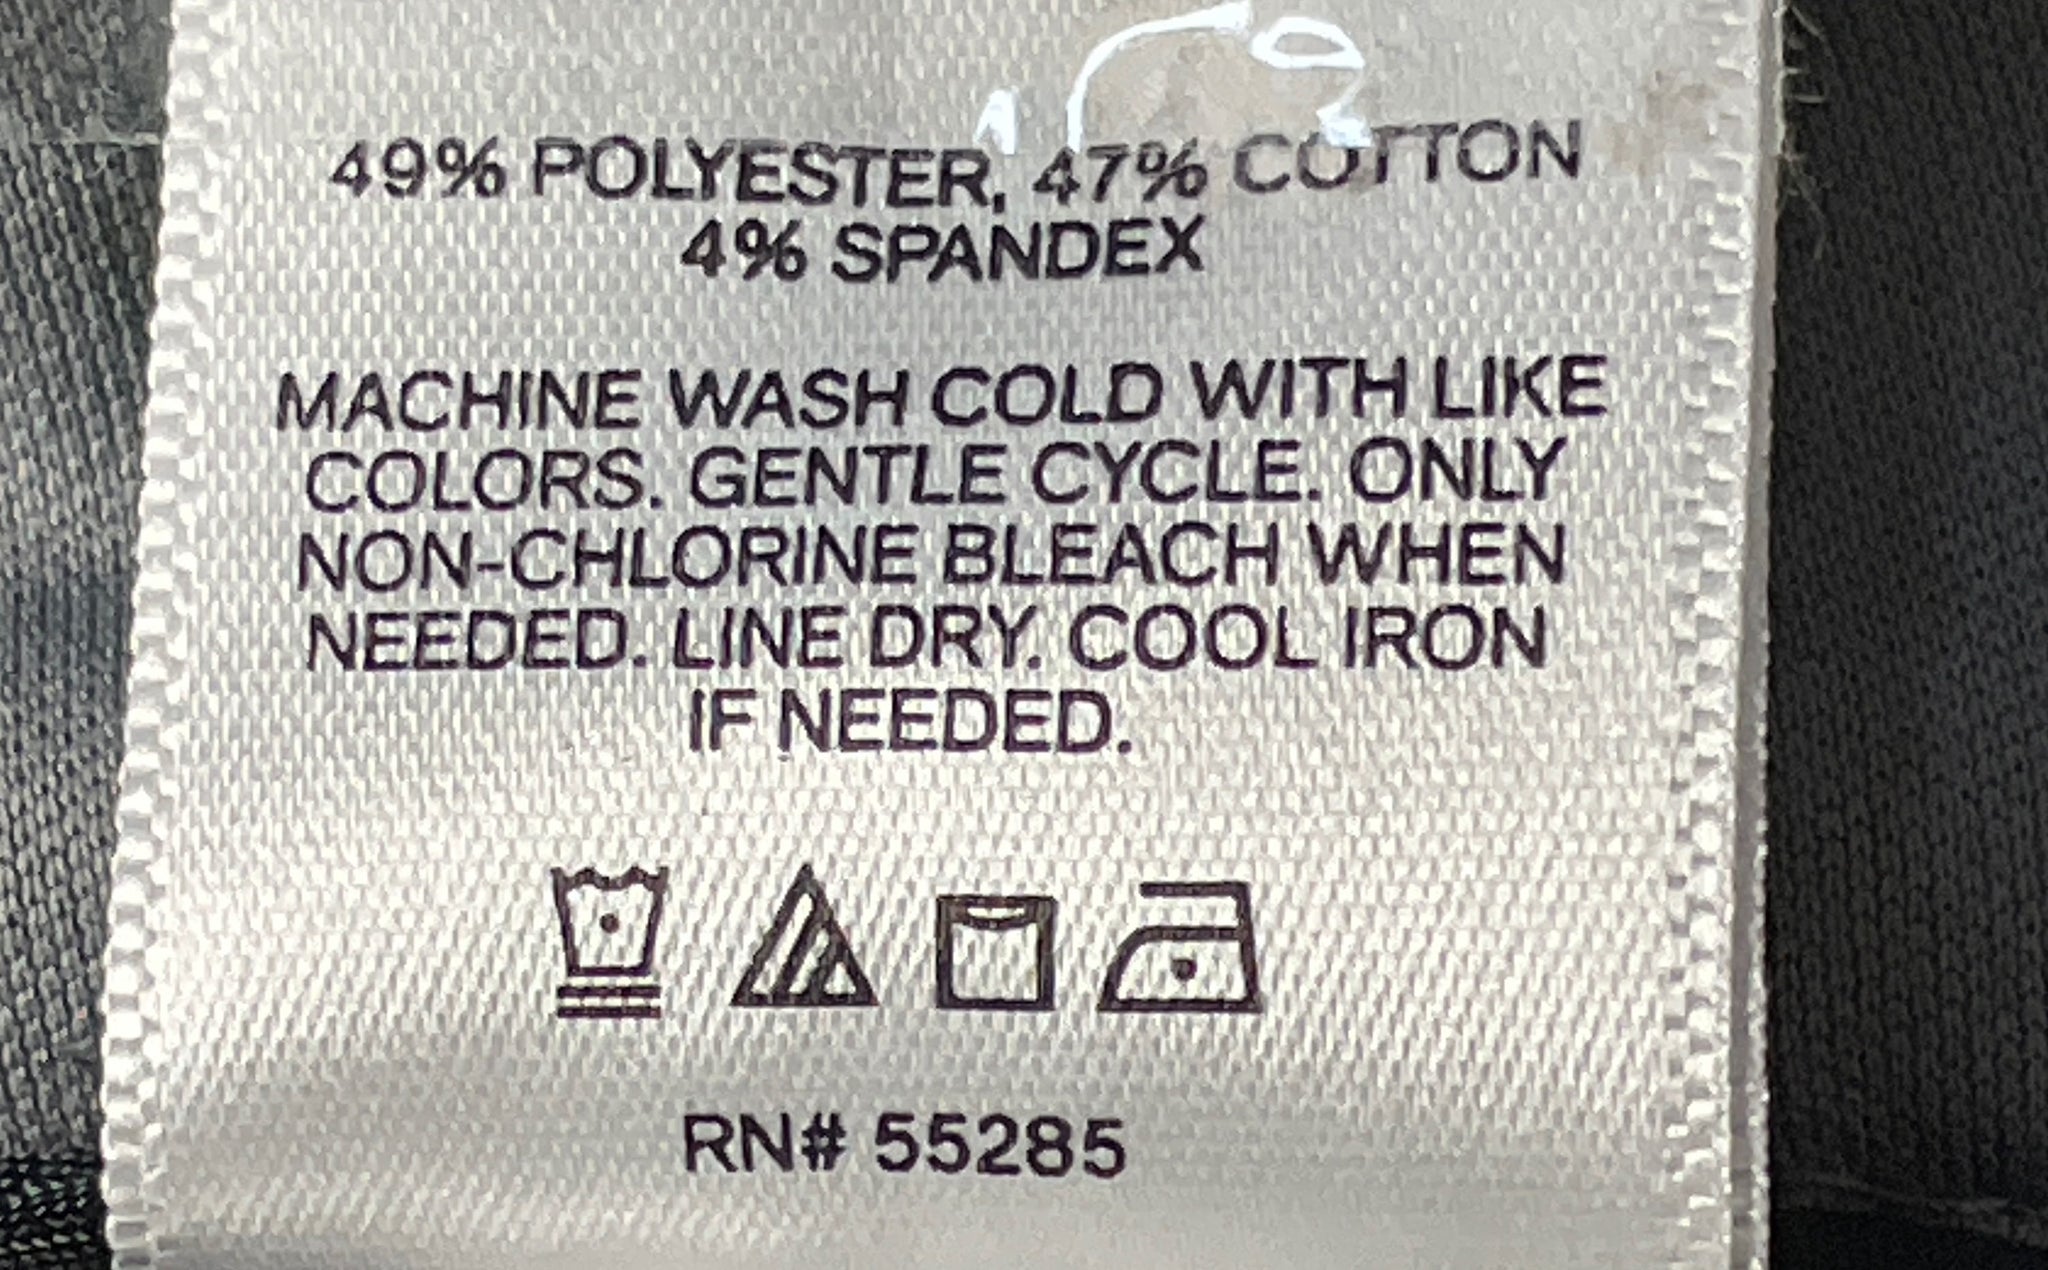 49% POLYESTER, 47% COTTON
4% SPANDEX
MACHINE WASH COLD WITH LIKE
COLORS. GENTLE CYCLE. ONLY
NON-CHLORINE BLEACH WHEN
NEEDED. LINE DRY. COOL IRON
IF NEEDED.
RN# 55285